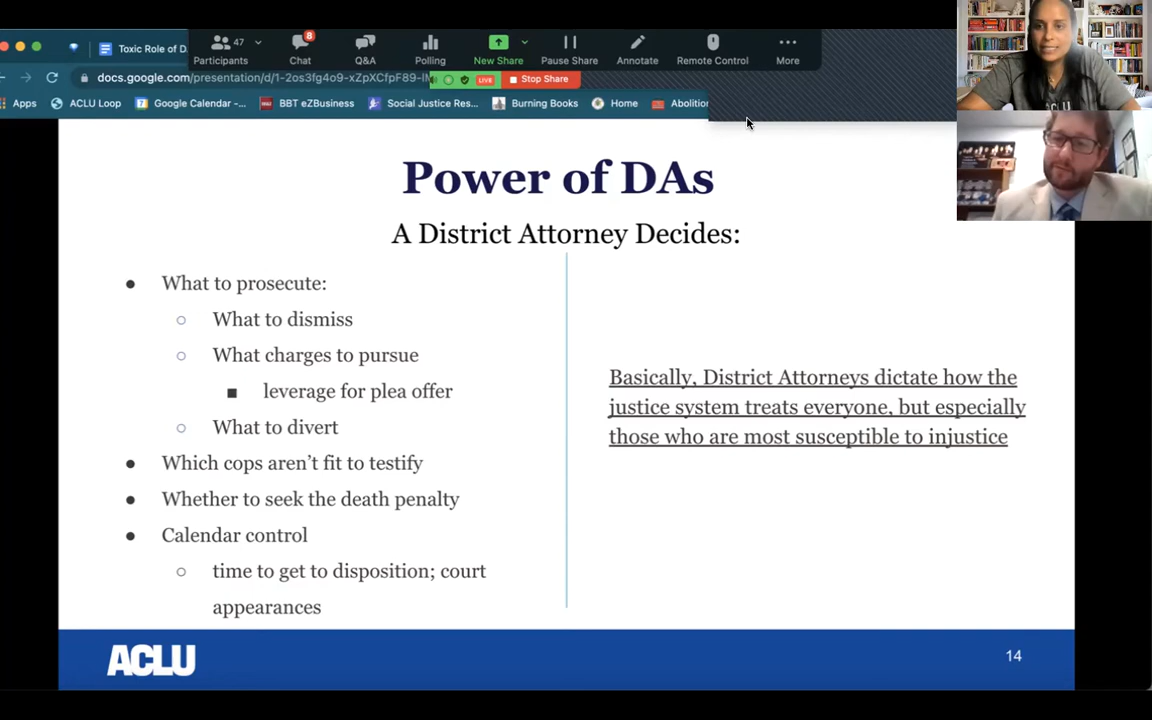 Toxic Role of D
47
8
Participants
Chat
Q&A
Polling
New Share
Pause Share
Annotate
Remote Control
More
docs.google.com/presentation/d/1-2os3fg4o9-xZpXCfpF89-
LIVE
Stop Share
Apps
ACLU Loop
Google Calendar -...
BBT eZBusiness
Social Justice Res...
Burning Books
Home
Abolition
Power of DAs
A District Attorney Decides:
● What to prosecute:
○ What to dismiss
○ What charges to pursue
■ leverage for plea offer
○ What to divert
● Which cops aren’t fit to testify
● Whether to seek the death penalty
● Calendar control
○ time to get to disposition; court
appearances
Basically, District Attorneys dictate how the
justice system treats everyone, but especially
those who are most susceptible to injustice
ACLU
14